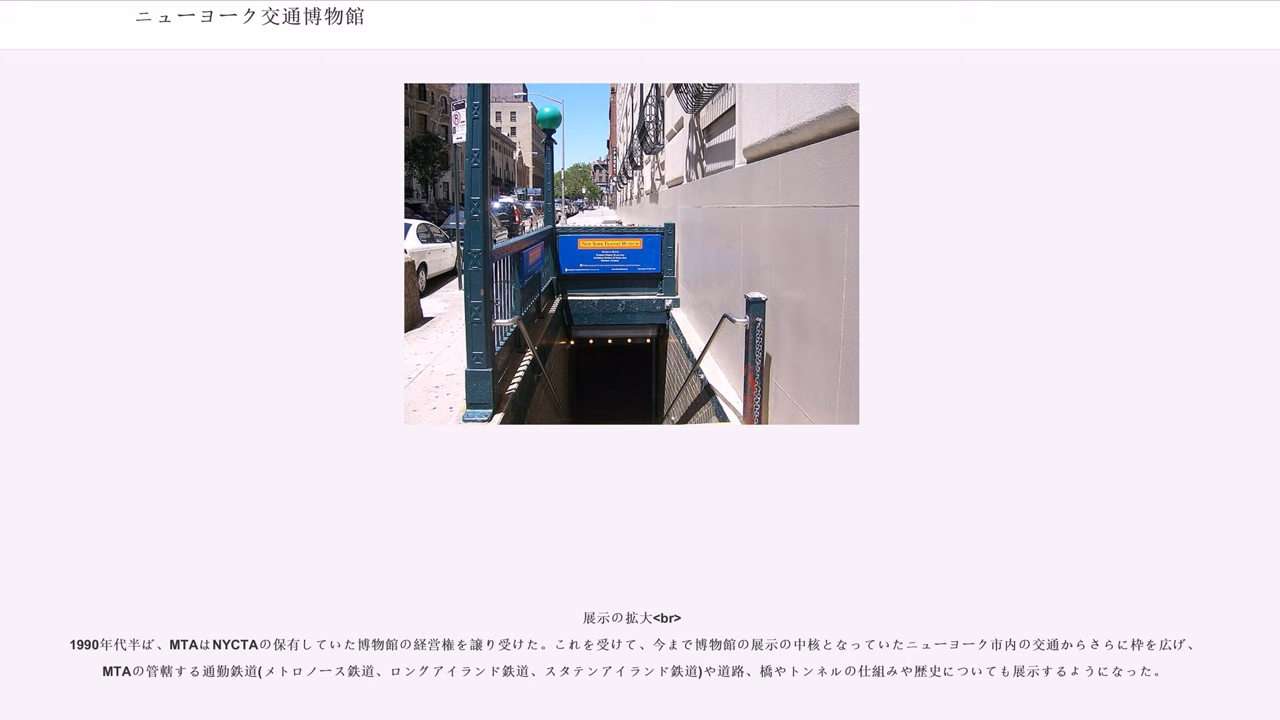 ニューヨーク交通博物館
NEW YORK TRANSIT MUSEUM
展示の拡大<br>
1990年代半ば、MTAはNYCTAの保有していた博物館の経営権を譲り受けた。これを受けて、今まで博物館の展示の中核となっていたニューヨーク市内の交通からさらに枠を広げ、
MTAの管轄する通勤鉄道(メトロノース鉄道、ロングアイランド鉄道、スタテンアイランド鉄道)や道路、橋やトンネルの仕組みや歴史についても展示するようになった。